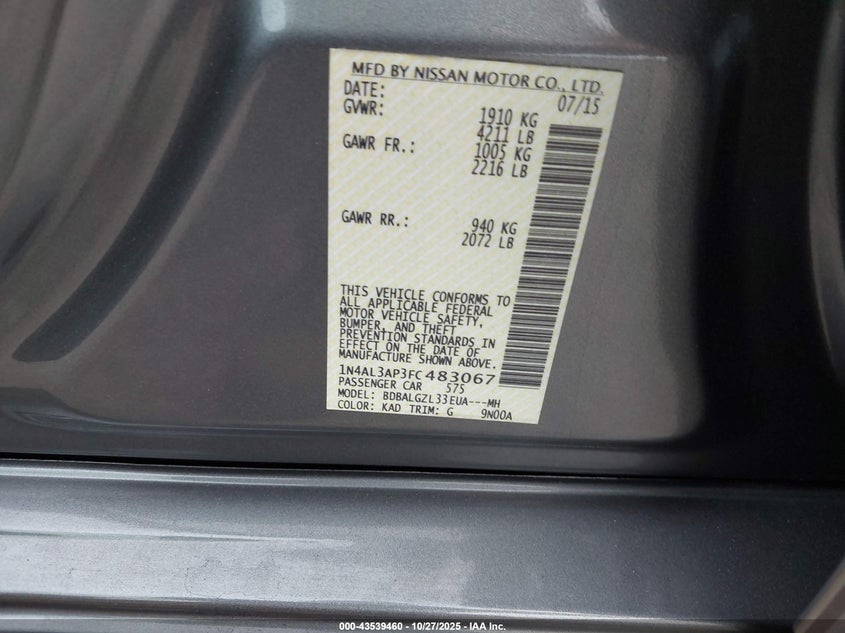 MFD BY NISSAN MOTOR CO., LTD.
DATE: 07/15
GVWR: 1910 KG
4211 LB
GAWR FR.: 1005 KG
2216 LB
GAWR RR.: 940 KG
2072 LB
THIS VEHICLE CONFORMS TO
ALL APPLICABLE FEDERAL
MOTOR VEHICLE SAFETY,
BUMPER, AND THEFT
PREVENTION STANDARDS IN
EFFECT ON THE DATE OF
MANUFACTURE SHOWN ABOVE.
1N4AL3AP3FC483067
PASSENGER CAR 575
MODEL: BDBALGZL33EUA---MH
COLOR: KAD TRIM: G 9N00A
000-43539460 - 10/27/2025 - IAA Inc.